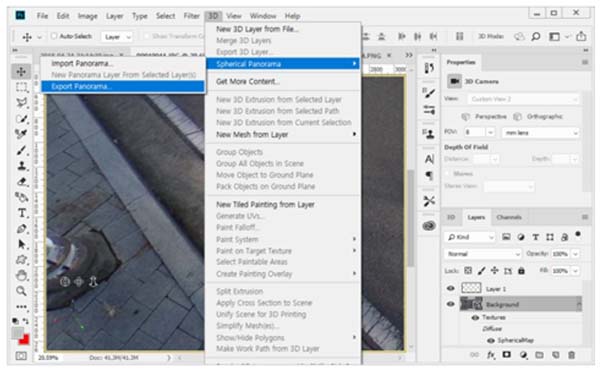 Ps File Edit Image Layer Type Select Filter 3D View Window Help
Auto-Select: Layer Show Transform Co 3D Mode:
Import Panorama...
New Panorama Layer From Selected Layer(s)
Export Panorama...
New 3D Layer from File...
Merge 3D Layers
Export 3D Layer...
Spherical Panorama
Get More Content...
New 3D Extrusion from Selected Layer
New 3D Extrusion from Selected Path
New 3D Extrusion from Current Selection
New Mesh from Layer
Group Objects
Group All Objects in Scene
Move Object to Ground Plane
Pack Objects on Ground Plane
New Tiled Painting from Layer
Generate UVs...
Paint Falloff...
Paint System
Paint on Target Texture
Select Paintable Areas
Create Painting Overlay
Split Extrusion
Apply Cross Section to Scene
Unify Scene for 3D Printing
Simplify Mesh(es)...
Show/Hide Polygons
Make Work Path from 3D Layer
.PNG
2800 3000
20.59% Doc: 41.3M/41.3M
Properties
3D Camera
View: Custom View 2
Perspective Orthographic
FOV: 8 mm lens
Depth Of Field
Distance: Depth:
Stereo
Stereo View:
3D Layers Channels
Kind
Normal Opacity: 100%
Lock: Fill: 100%
Layer 1
Background
Textures
Diffuse
SphericalMap